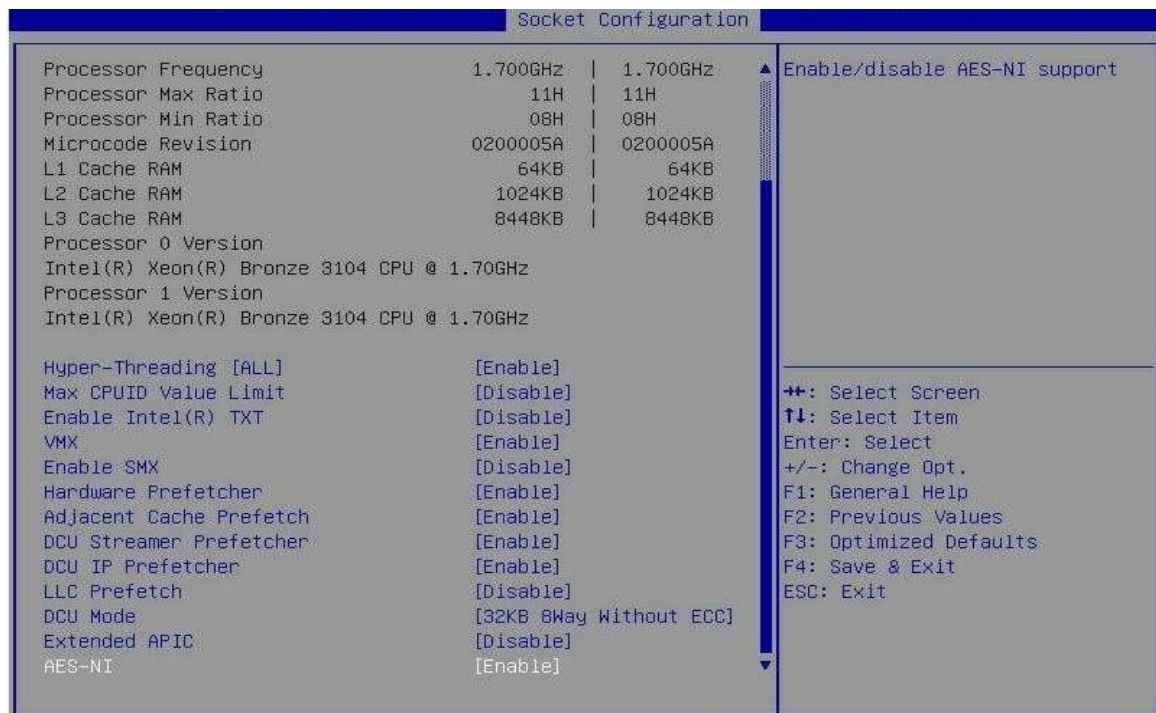 Socket Configuration
Processor Frequency 1.700GHz | 1.700GHz
Processor Max Ratio 11H | 11H
Processor Min Ratio 08H | 08H
Microcode Revision 0200005A | 0200005A
L1 Cache RAM 64KB | 64KB
L2 Cache RAM 1024KB | 1024KB
L3 Cache RAM 8448KB | 8448KB
Processor 0 Version
Intel(R) Xeon(R) Bronze 3104 CPU @ 1.70GHz
Processor 1 Version
Intel(R) Xeon(R) Bronze 3104 CPU @ 1.70GHz
Hyper-Threading [ALL] [Enable]
Max CPUID Value Limit [Disable]
Enable Intel(R) TXT [Disable]
VMX [Enable]
Enable SMX [Disable]
Hardware Prefetcher [Enable]
Adjacent Cache Prefetch [Enable]
DCU Streamer Prefetcher [Enable]
DCU IP Prefetcher [Enable]
LLC Prefetch [Disable]
DCU Mode [32KB 8Way Without ECC]
Extended APIC [Disable]
AES-NI [Enable]
Enable/disable AES-NI support
→←: Select Screen
↑↓: Select Item
Enter: Select
+/-: Change Opt.
F1: General Help
F2: Previous Values
F3: Optimized Defaults
F4: Save & Exit
ESC: Exit